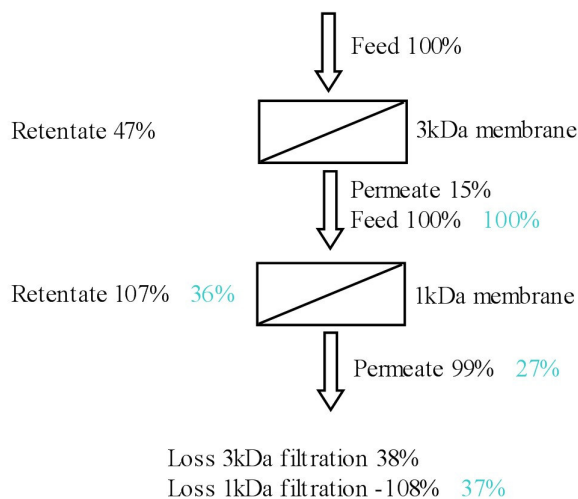 Feed 100%
Retentate 47%
3kDa membrane
Permeate 15%
Feed 100% 100%
Retentate 107% 36%
1kDa membrane
Permeate 99% 27%
Loss 3kDa filtration 38%
Loss 1kDa filtration -108% 37%